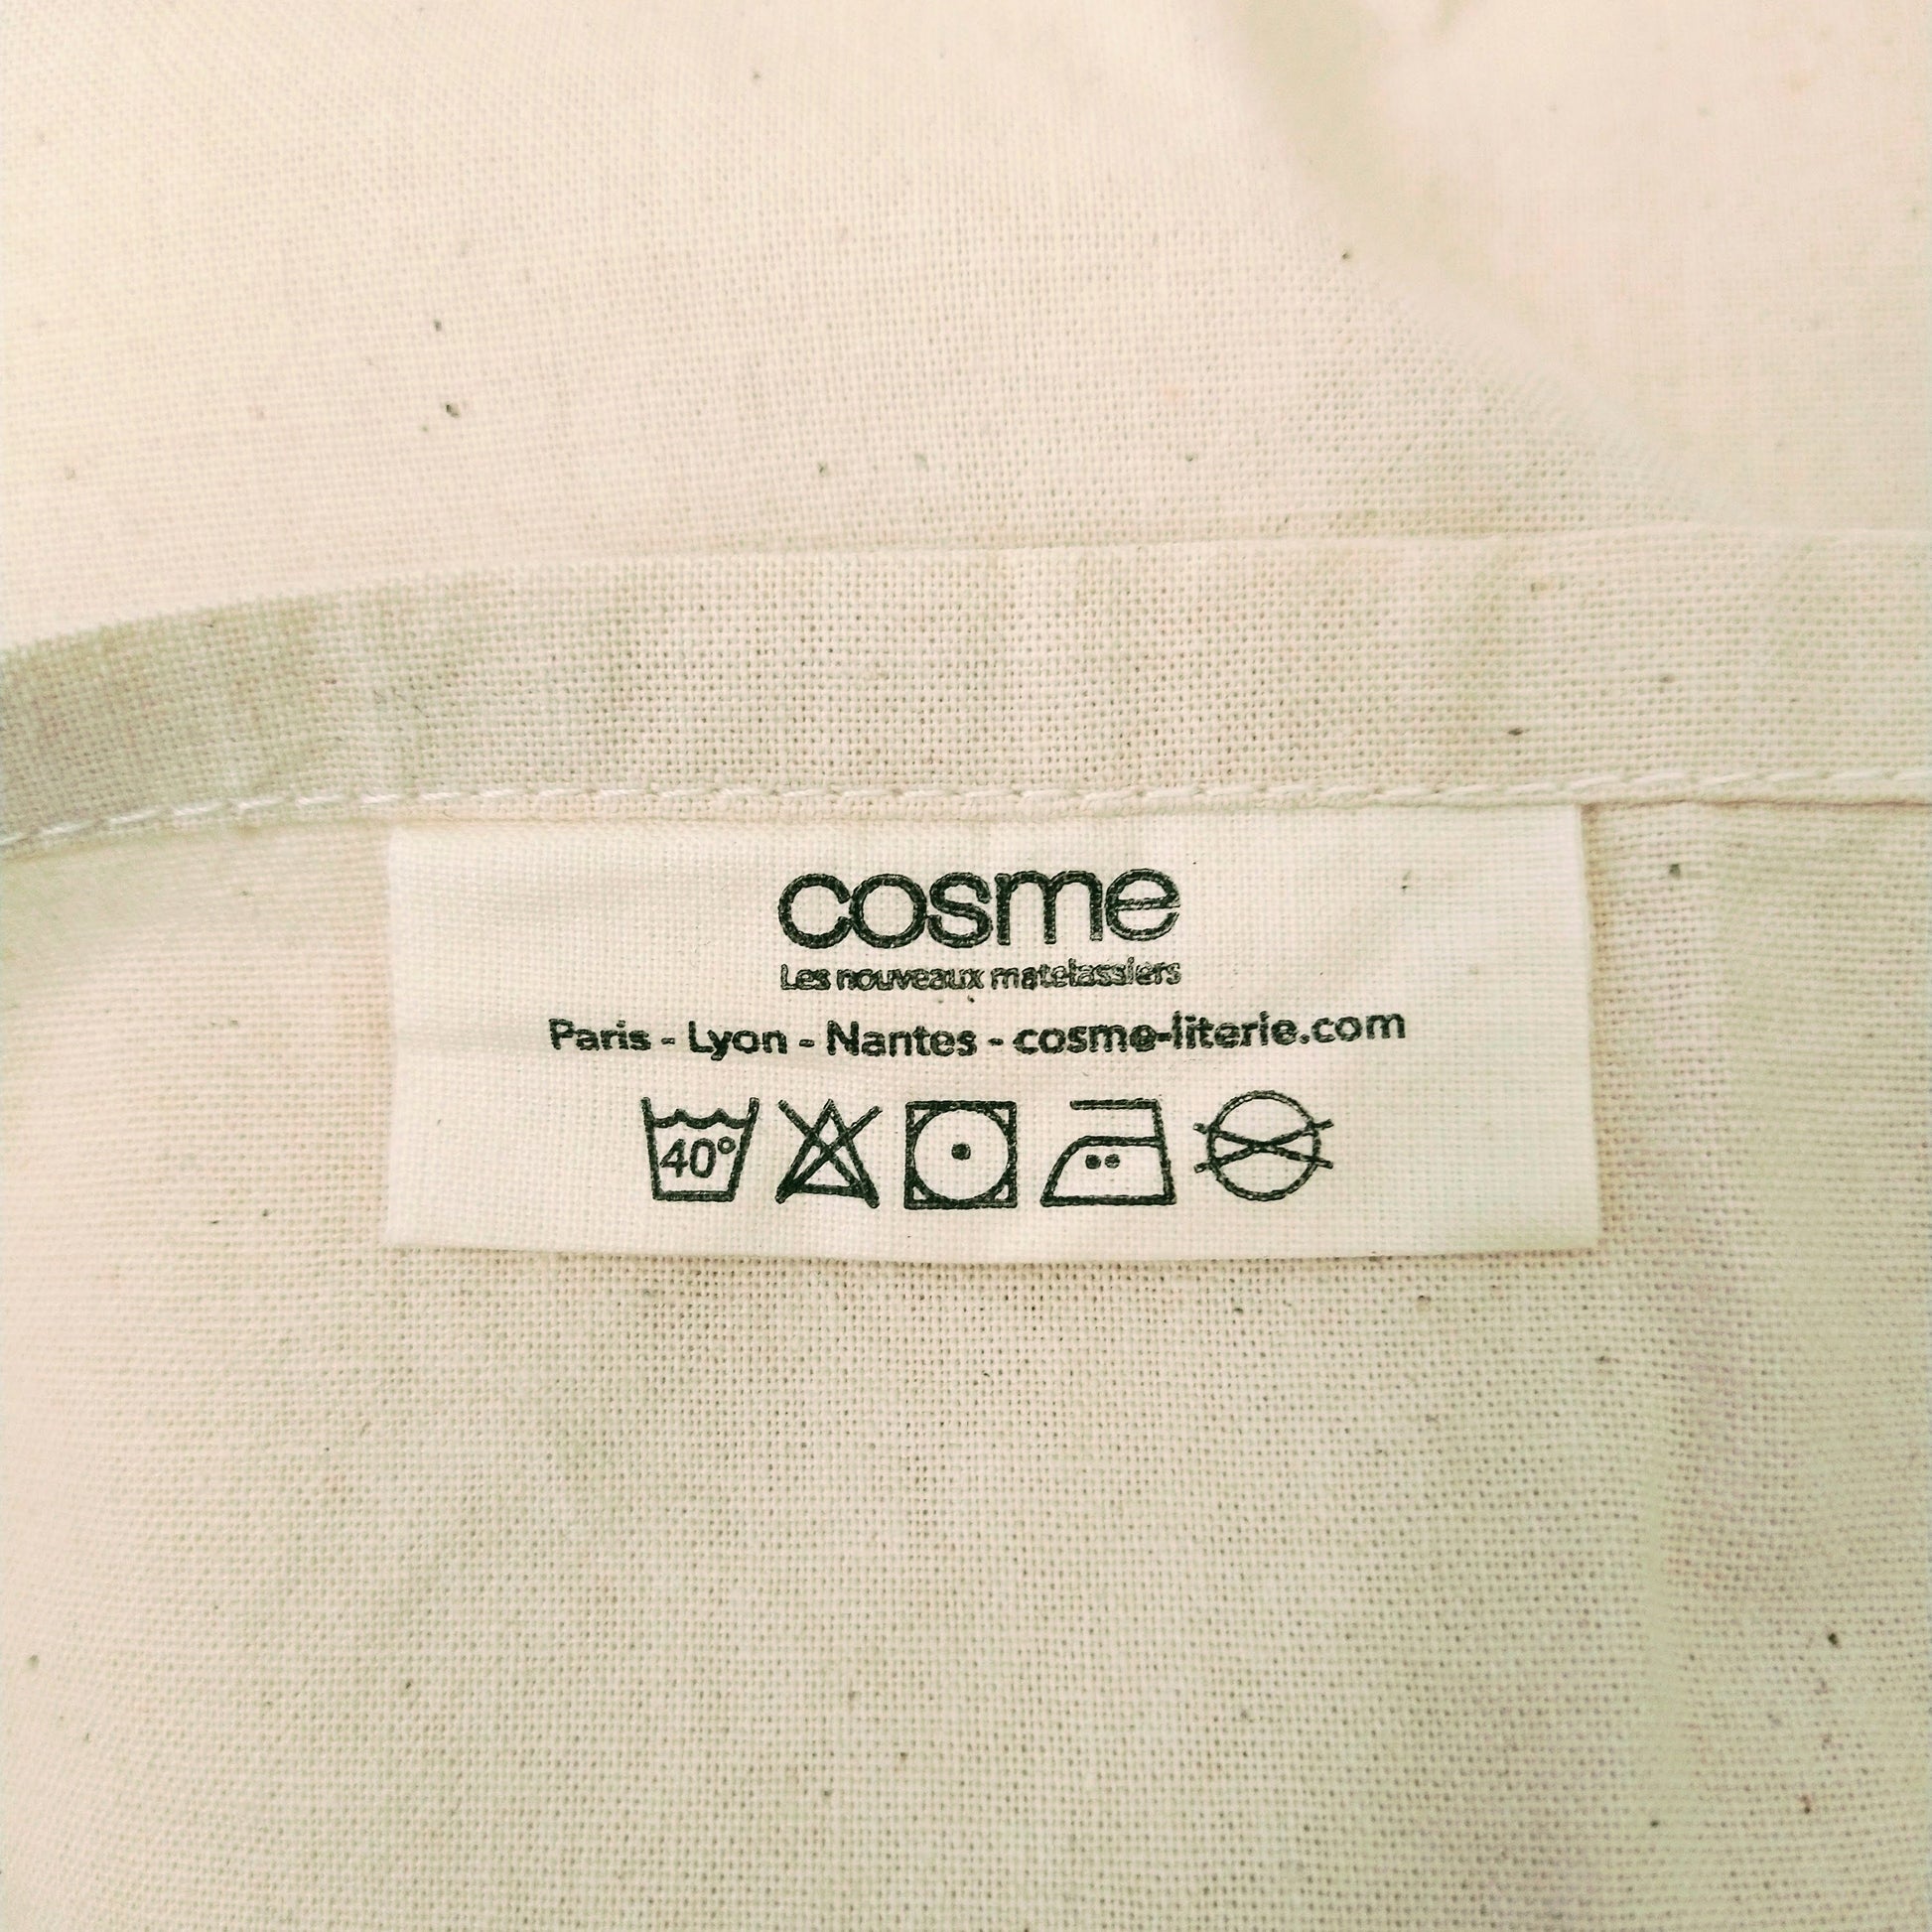 cosme
Les nouveaux matelassiers
Paris - Lyon - Nantes - cosme-literie.com
40°